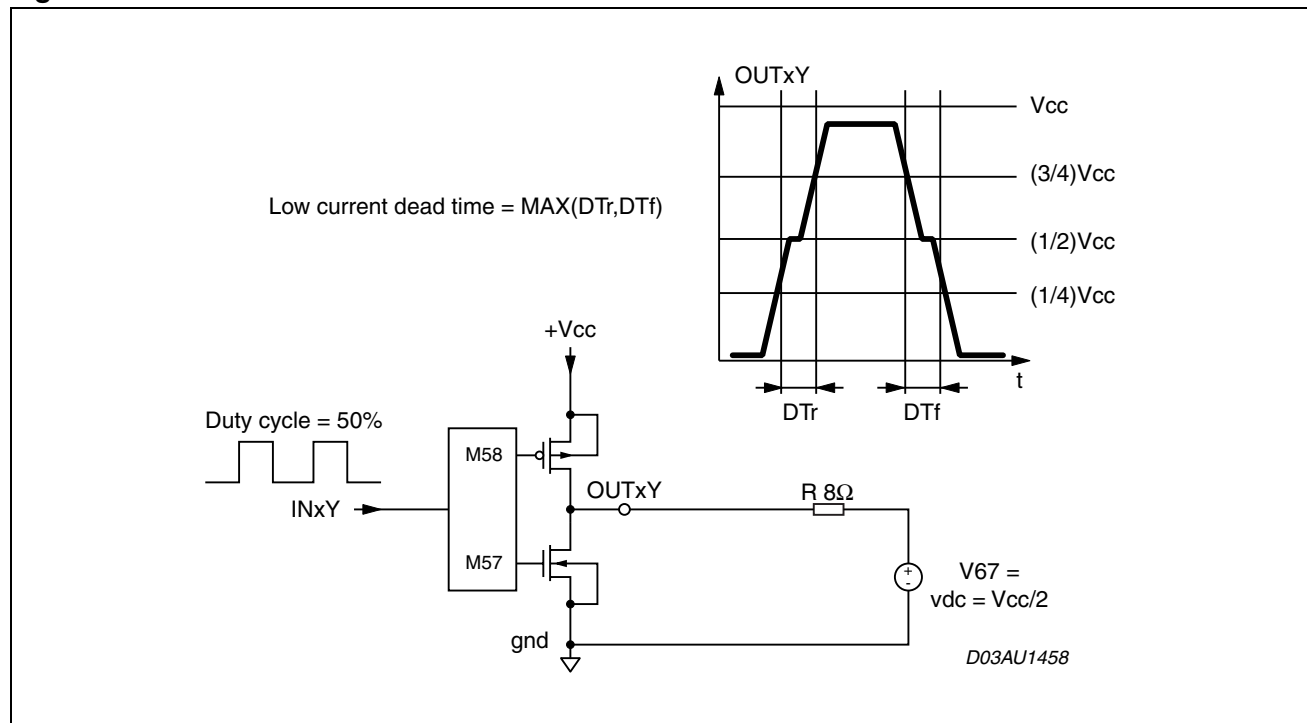 OUTxY
Vcc
(3/4)Vcc
Low current dead time = MAX(DTr,DTf)
(1/2)Vcc
(1/4)Vcc
+Vcc
t
DTr
DTf
Duty cycle = 50%
M58
OUTxY
R 8Ω
INxY
M57
+
-
V67 =
vdc = Vcc/2
gnd
D03AU1458